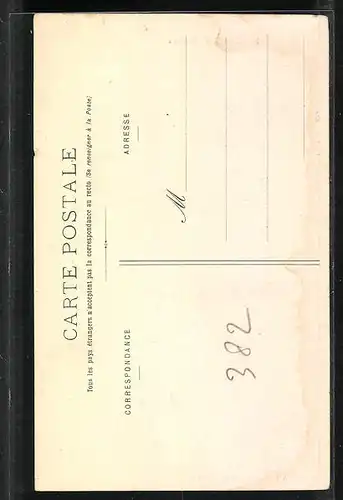 CARTE POSTALE
Tous les pays étrangers n'acceptent pas la correspondance au recto (Se renseigner à la Poste)
CORRESPONDANCE
ADRESSE
M
382